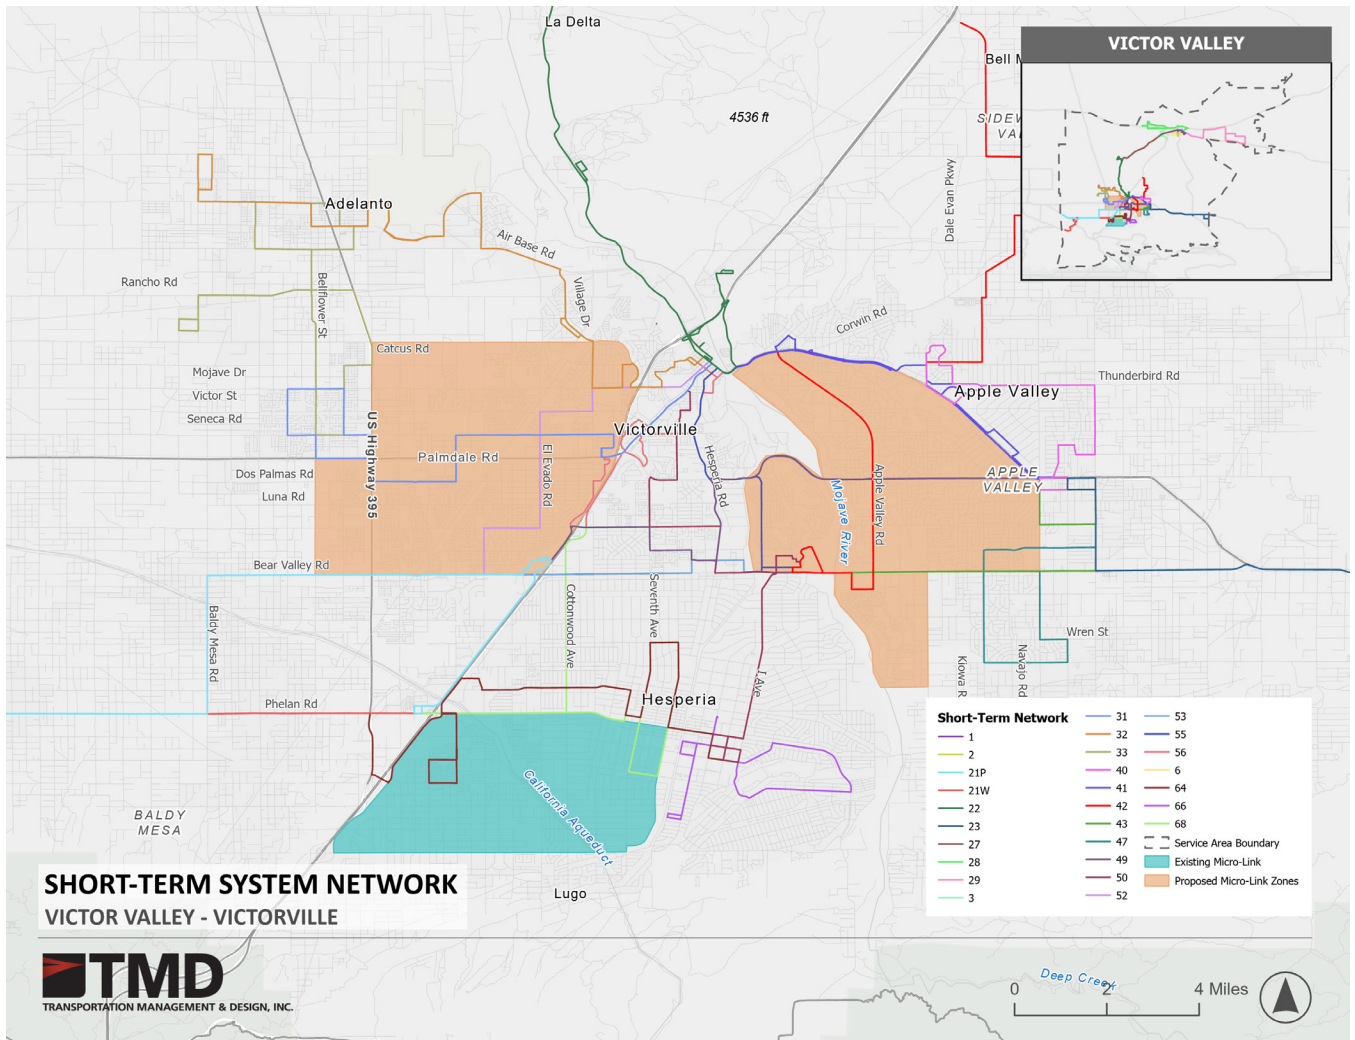 La Delta
Bell M
4536 ft
SIDEW
VAL
VICTOR VALLEY
Dale Evan Pkwy
Adelanto
Air Base Rd
Rancho Rd
Bellflower St
Village Dr
Corwin Rd
Catcus Rd
Mojave Dr
Victor St
Seneca Rd
Thunderbird Rd
Apple Valley
US Highway 395
Victorville
Palmdale Rd
El Evado Rd
Hesperia Rd
Dos Palmas Rd
Luna Rd
Mojave River
Apple Valley Rd
APPLE
VALLEY
Bear Valley Rd
Baldy Mesa Rd
Cottonwood Ave
Seventh Ave
I Ave
Wren St
Kiowa R
Navajo Rd
Phelan Rd
Hesperia
California Aqueduct
BALDY
MESA
Lugo
Short-Term Network
1
2
21P
21W
22
23
27
28
29
3
31
32
33
40
41
42
43
47
49
50
52
53
55
56
6
64
66
68
Service Area Boundary
Existing Micro-Link
Proposed Micro-Link Zones
SHORT-TERM SYSTEM NETWORK
VICTOR VALLEY - VICTORVILLE
TMD
TRANSPORTATION MANAGEMENT & DESIGN, INC.
Deep Creek
0 2 4 Miles